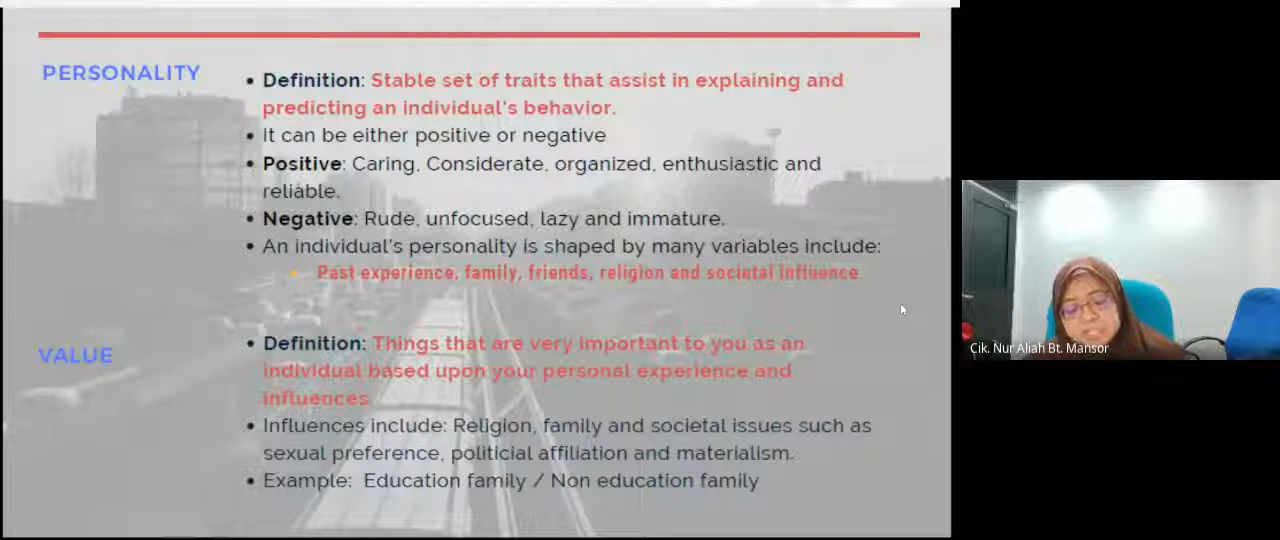 PERSONALITY
• Definition: Stable set of traits that assist in explaining and
predicting an individual's behavior.
• It can be either positive or negative
• Positive: Caring, Considerate, organized, enthusiastic and
reliable.
• Negative: Rude, unfocused, lazy and immature.
• An individual's personality is shaped by many variables include:
Past experience, family, friends, religion and societal influence
VALUE
• Definition: Things that are very important to you as an
individual based upon your personal experience and
influences
• Influences include: Religion, family and societal issues such as
sexual preference, politicial affiliation and materialism.
• Example: Education family / Non education family
Cik. Nur Aliah Bt. Mansor